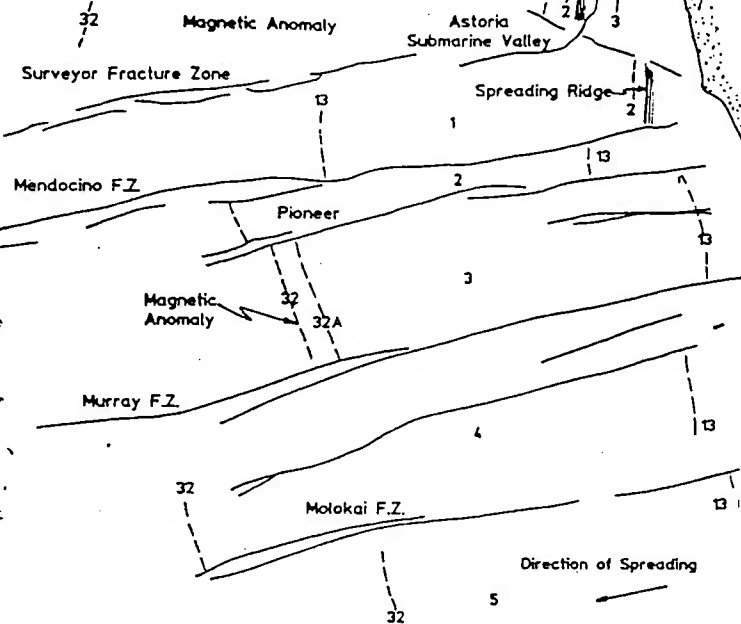 32
Magnetic Anomaly
Astoria
Submarine Valley
2
3
Surveyor Fracture Zone
Spreading Ridge
2
13
1
13
Mendocino F.Z.
2
Pioneer
13
3
Magnetic
Anomaly
32
32A
Murray F.Z.
4
13
32
Molokai F.Z.
13
Direction of Spreading
5
32